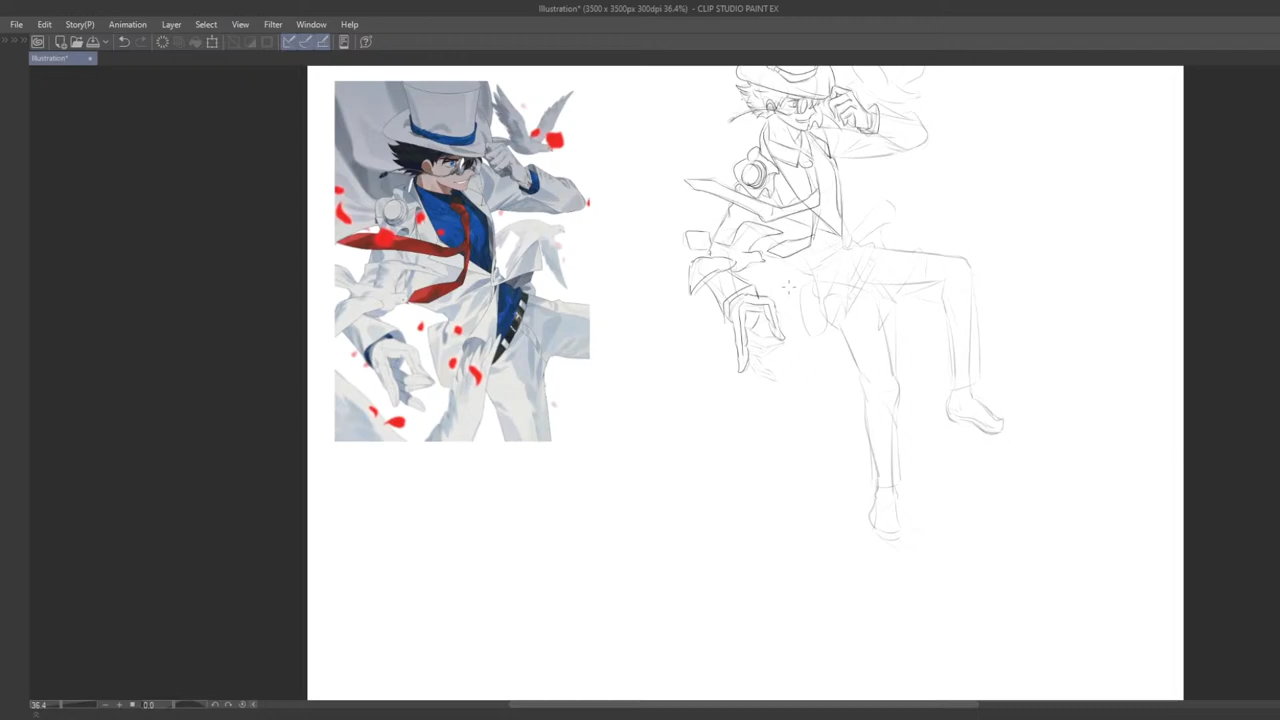 Illustration* (3500 x 3500px 300dpi 36.4%) - CLIP STUDIO PAINT EX
File Edit Story(P) Animation Layer Select View Filter Window Help
Illustration*
36.4 0.0